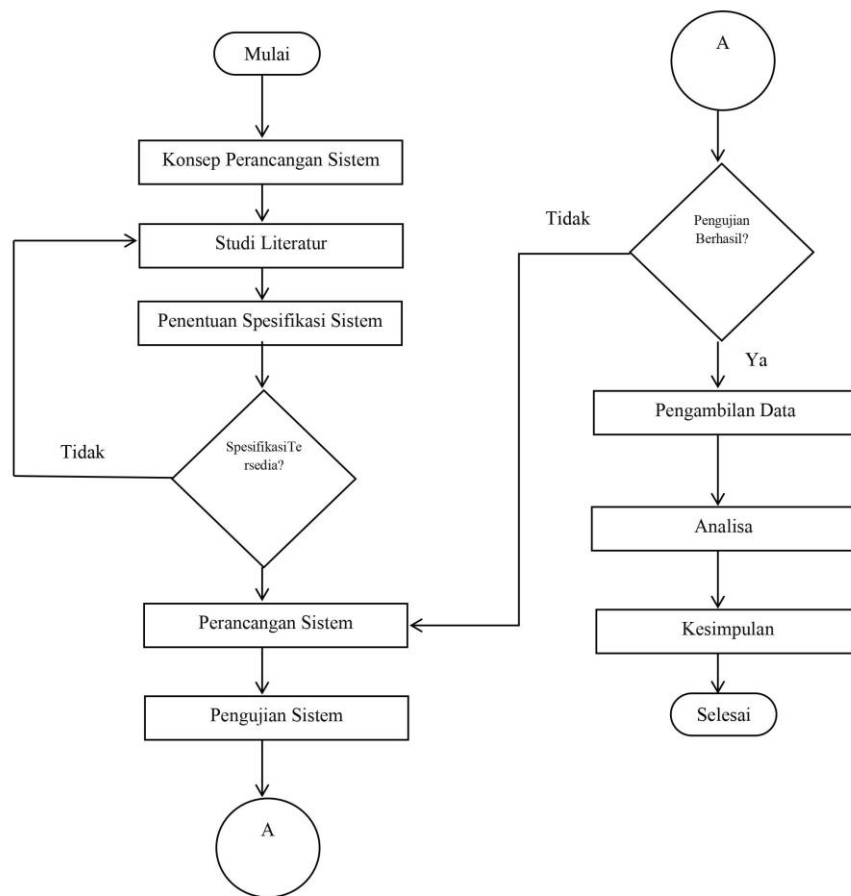 Mulai
Konsep Perancangan Sistem
Studi Literatur
Penentuan Spesifikasi Sistem
SpesifikasiTe
rsedia?
Tidak
Perancangan Sistem
Pengujian Sistem
A
A
Pengujian
Berhasil?
Tidak
Ya
Pengambilan Data
Analisa
Kesimpulan
Selesai